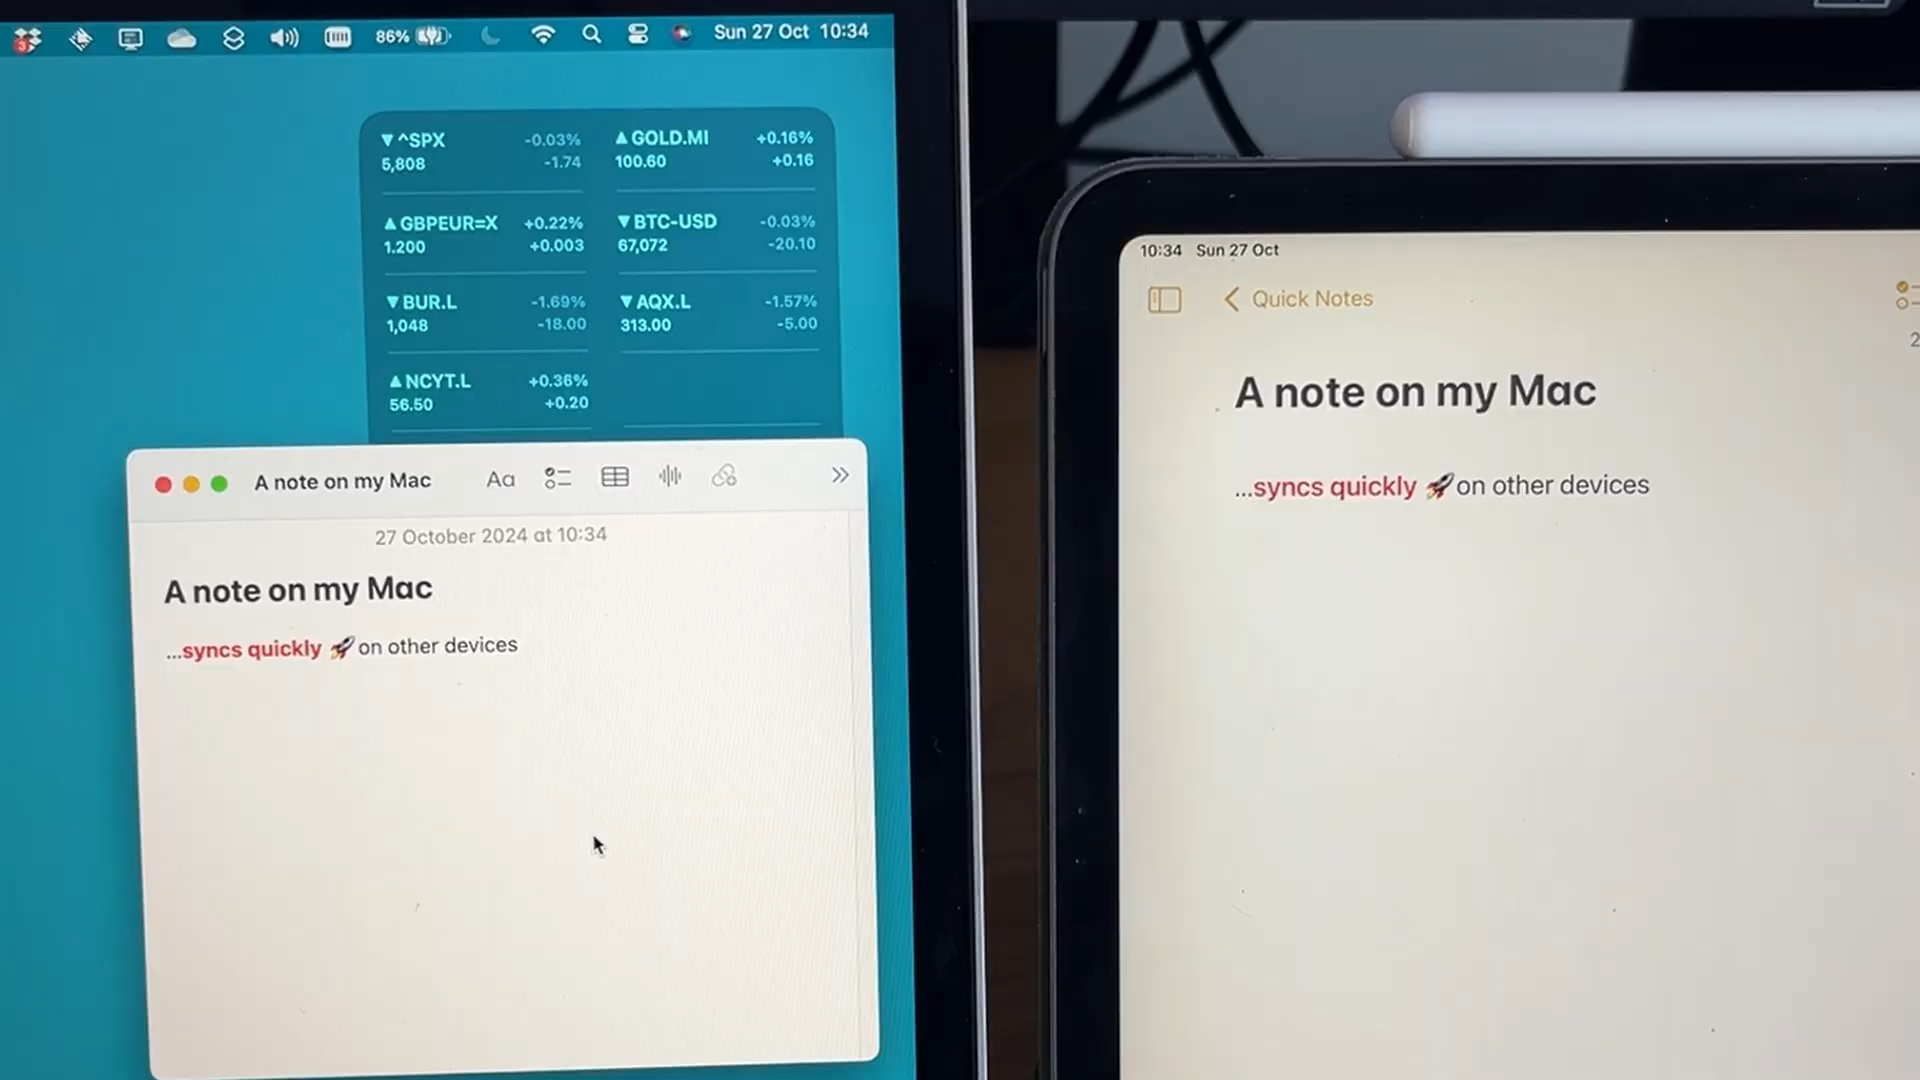 3
86%
Sun 27 Oct 10:34
▼ ^SPX -0.03%
5,808 -1.74
▲ GOLD.MI +0.16%
100.60 +0.16
▲ GBPEUR=X +0.22%
1.200 +0.003
▼ BTC-USD -0.03%
67,072 -20.10
▼ BUR.L -1.69%
1,048 -18.00
▼ AQX.L -1.57%
313.00 -5.00
▲ NCYT.L +0.36%
56.50 +0.20
A note on my Mac Aa
27 October 2024 at 10:34
A note on my Mac
...syncs quickly 🚀 on other devices
10:34 Sun 27 Oct
Quick Notes
2
A note on my Mac
...syncs quickly 🚀 on other devices